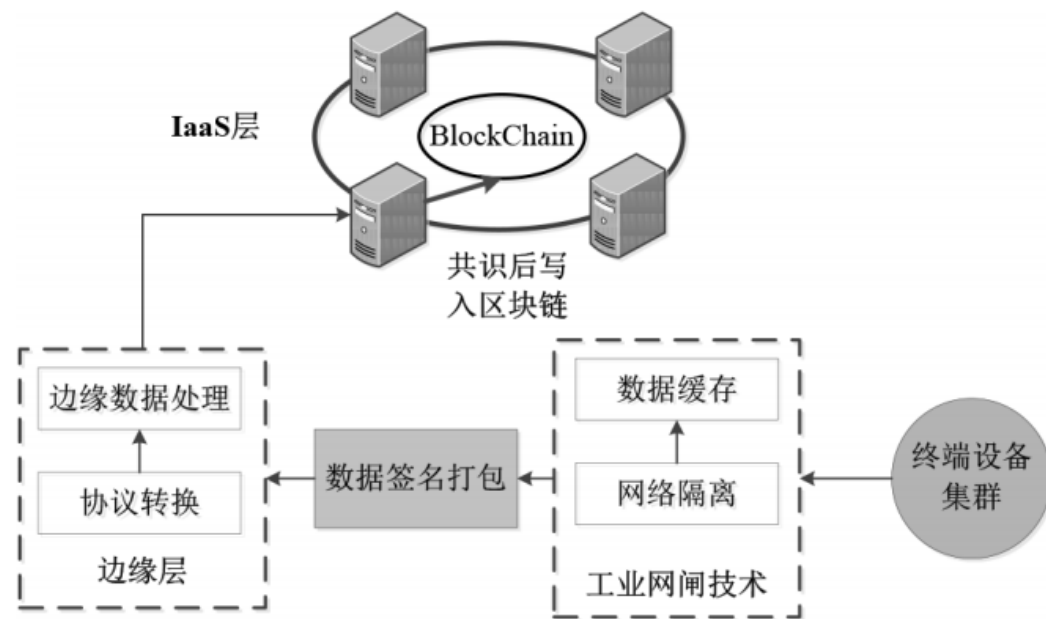 IaaS层
BlockChain
共识后写
入区块链
边缘数据处理
协议转换
边缘层
数据签名打包
数据缓存
网络隔离
工业网闸技术
终端设备
集群